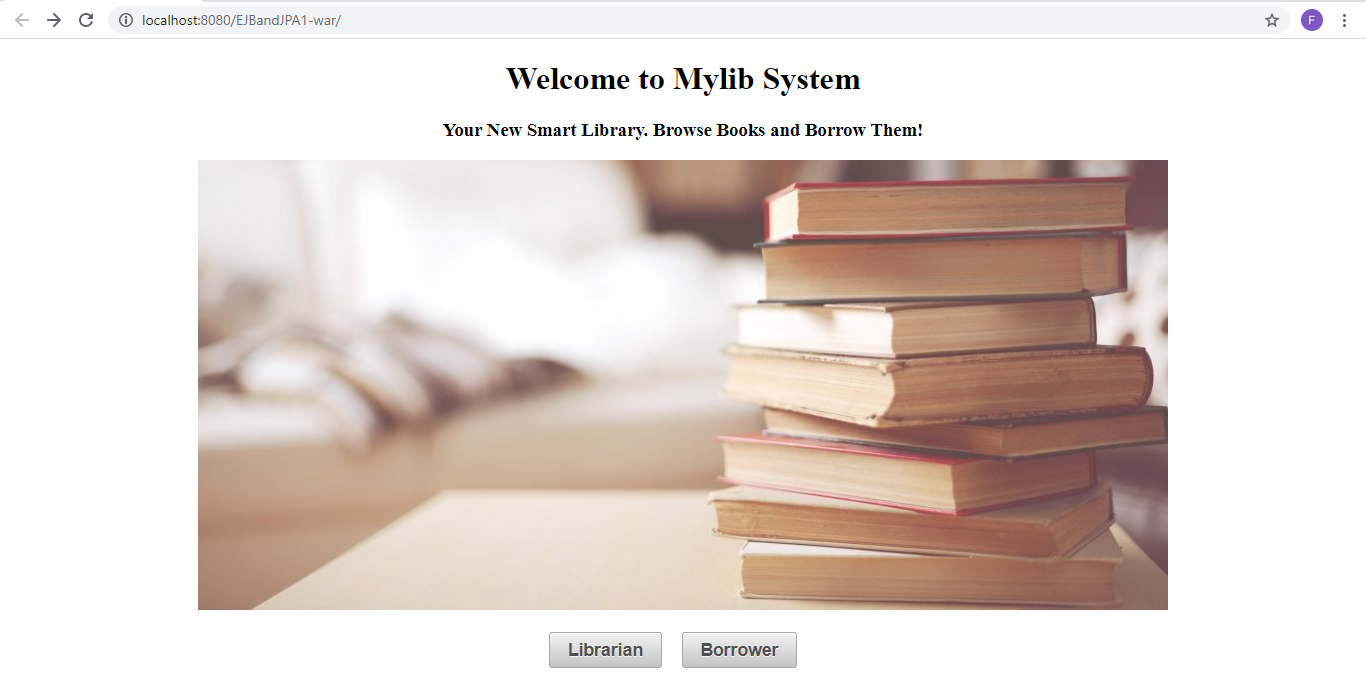 localhost:8080/EJBandJPA1-war/
F
Welcome to Mylib System
Your New Smart Library. Browse Books and Borrow Them!
Librarian
Borrower